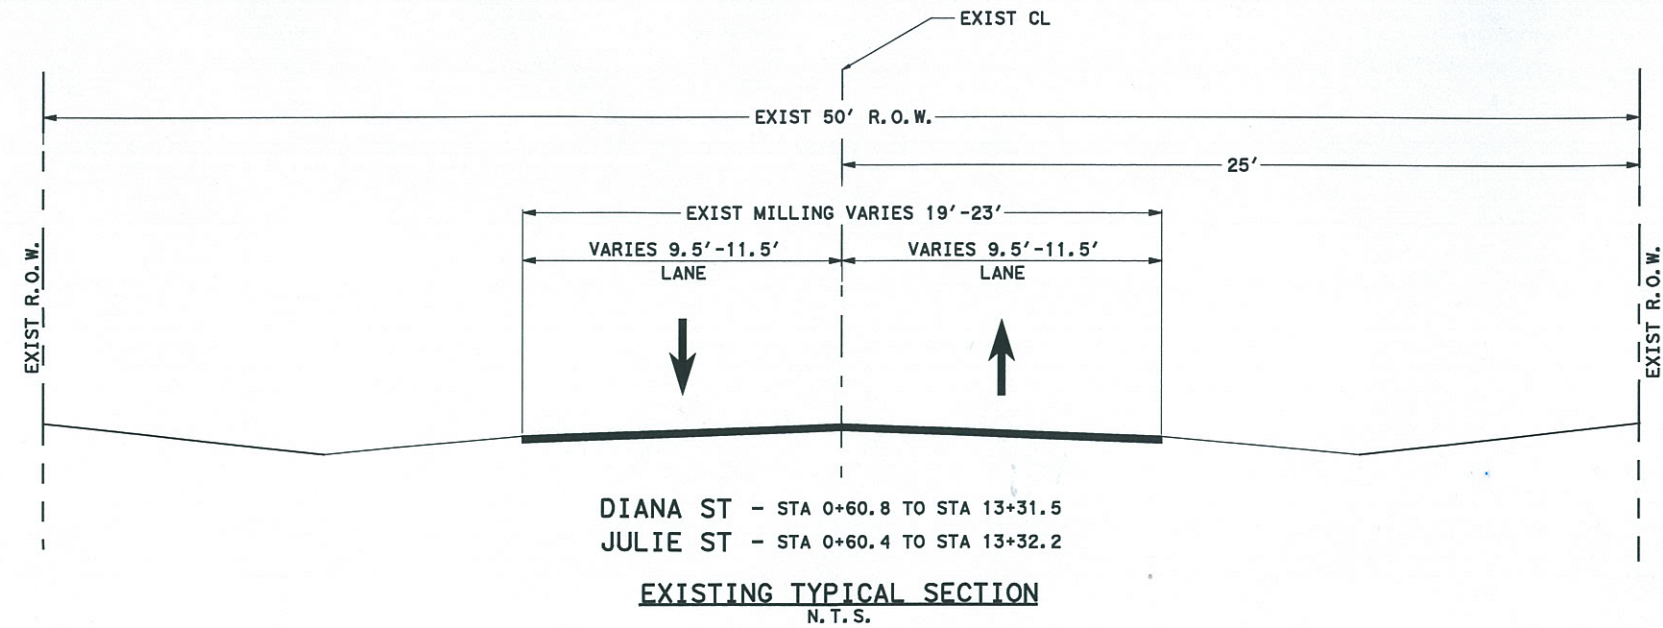 EXIST CL
EXIST 50' R.O.W.
25'
EXIST MILLING VARIES 19'-23'
VARIES 9.5'-11.5'
LANE
VARIES 9.5'-11.5'
LANE
EXIST R.O.W.
EXIST R.O.W.
DIANA ST - STA 0+60.8 TO STA 13+31.5
JULIE ST - STA 0+60.4 TO STA 13+32.2
EXISTING TYPICAL SECTION
N.T.S.